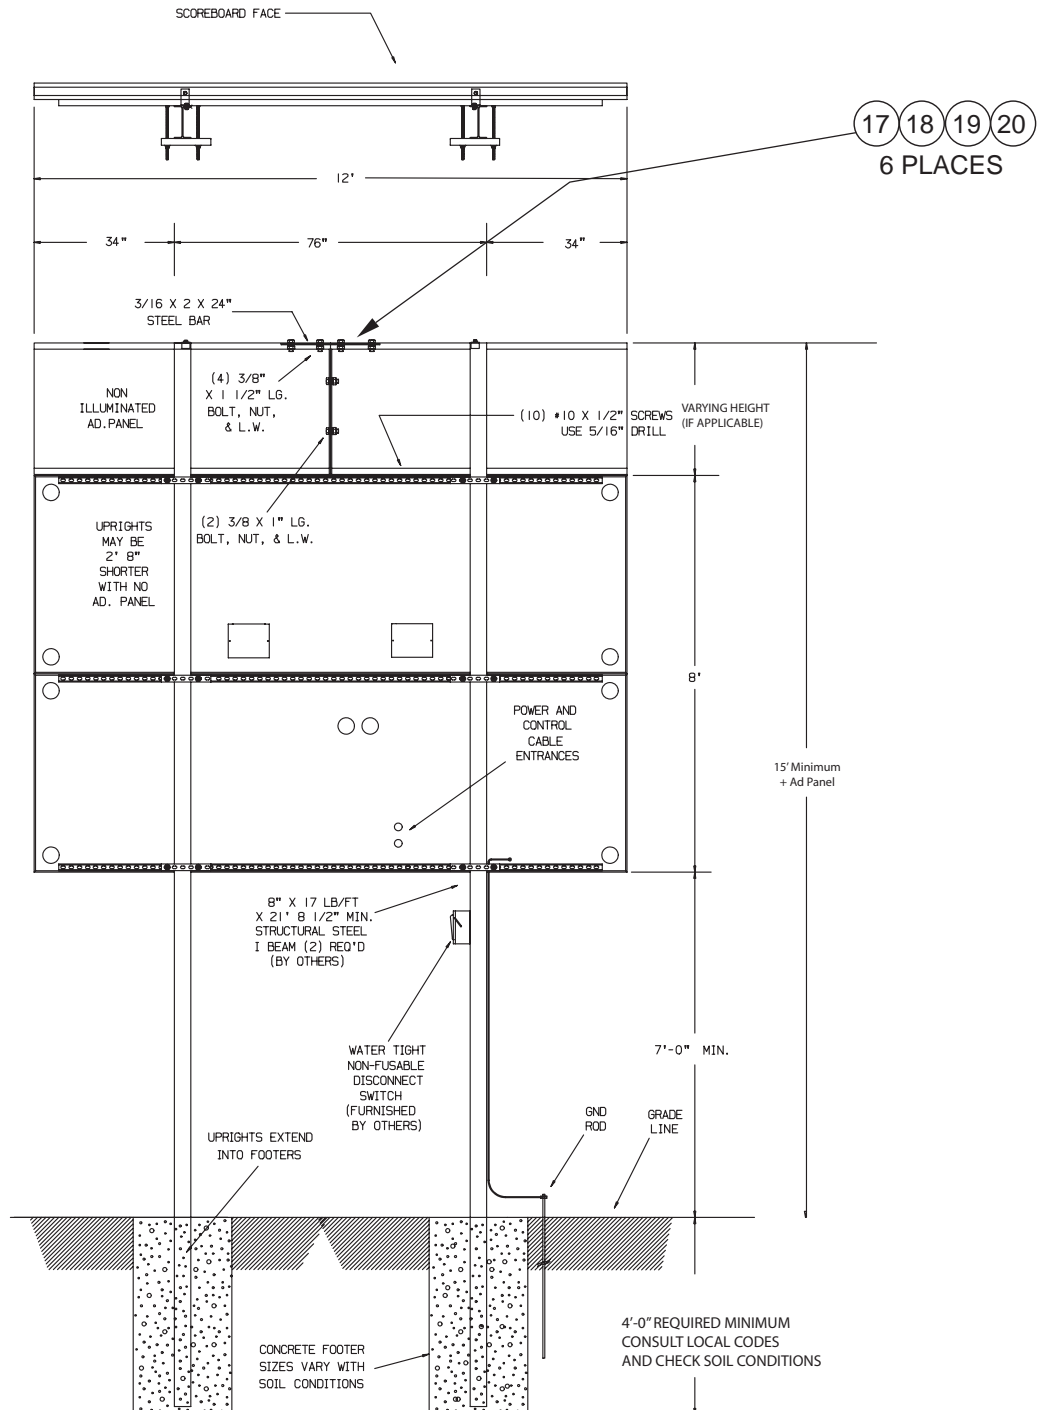 SCOREBOARD FACE
17 18 19 20
6 PLACES
12'
34"
76"
34"
3/16 X 2 X 24"
STEEL BAR
NON
ILLUMINATED
AD.PANEL
(4) 3/8"
X 1 1/2" LG.
BOLT, NUT,
& L.W.
(10) #10 X 1/2" SCREWS
USE 5/16" DRILL
VARYING HEIGHT
(IF APPLICABLE)
UPRIGHTS
MAY BE
2' 8"
SHORTER
WITH NO
AD. PANEL
(2) 3/8 X 1" LG.
BOLT, NUT, & L.W.
8'
POWER AND
CONTROL
CABLE
ENTRANCES
15' Minimum
+ Ad Panel
8" X 17 LB/FT
X 21' 8 1/2" MIN.
STRUCTURAL STEEL
I BEAM (2) REQ'D
(BY OTHERS)
WATER TIGHT
NON-FUSABLE
DISCONNECT
SWITCH
(FURNISHED
BY OTHERS)
7'-0" MIN.
GND
ROD
GRADE
LINE
UPRIGHTS EXTEND
INTO FOOTERS
CONCRETE FOOTER
SIZES VARY WITH
SOIL CONDITIONS
4'-0" REQUIRED MINIMUM
CONSULT LOCAL CODES
AND CHECK SOIL CONDITIONS